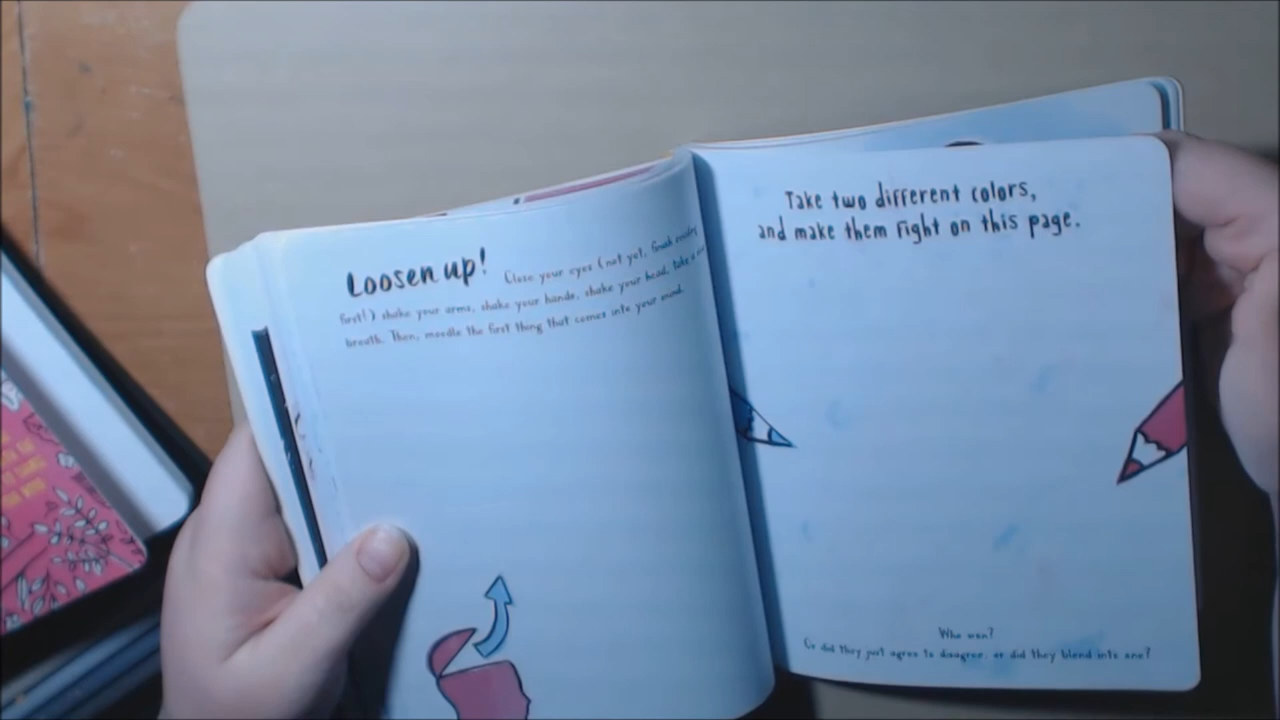 Loosen up! Close your eyes (not yet, finish reading
first!) shake your arms, shake your hands, shake your head, take a
breath. Then, moodle the first thing that comes into your mind.
Take two different colors,
and make them fight on this page.
Who won?
Or did they just agree to disagree, or did they blend into one?